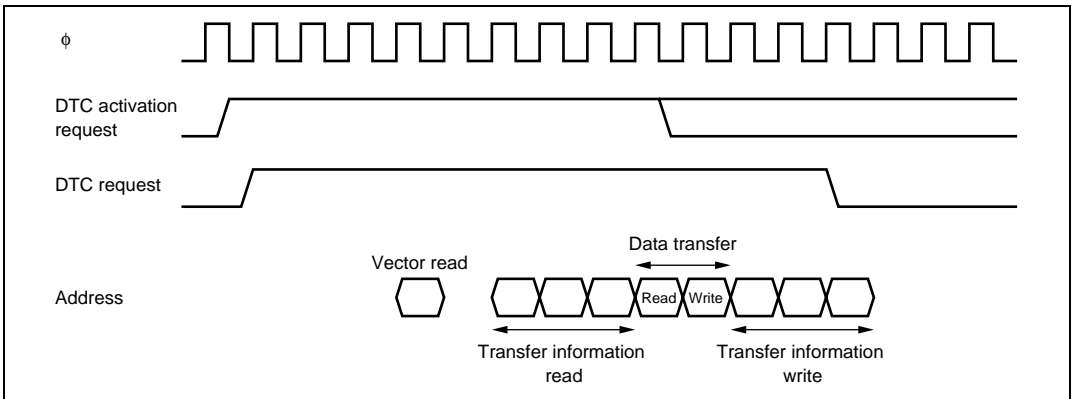 φ
DTC activation
request
DTC request
Data transfer
Vector read
Address
Read
Write
Transfer information
read
Transfer information
write